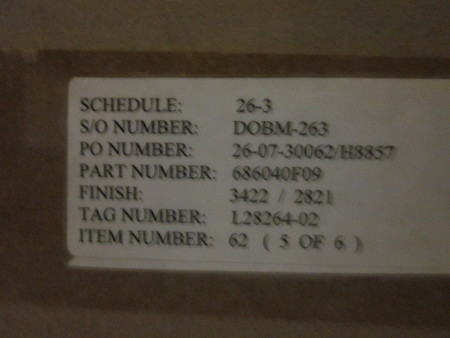 SCHEDULE: 26-3
S/O NUMBER: DOBM-263
PO NUMBER: 26-07-30062/H8857
PART NUMBER: 686040F09
FINISH: 3422 / 2821
TAG NUMBER: L28264-02
ITEM NUMBER: 62 ( 5 OF 6 )